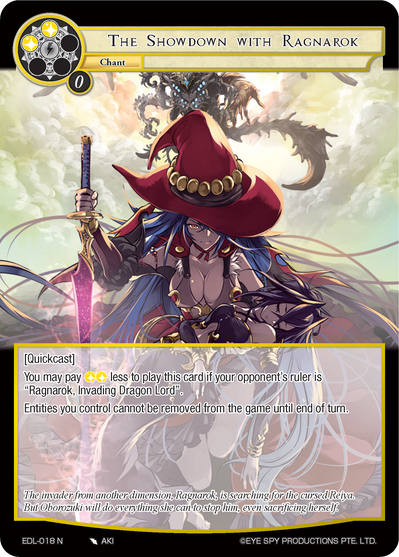 The Showdown with Ragnarok
Chant
0
[Quickcast]
You may pay less to play this card if your opponent's ruler is
"Ragnarok, Invading Dragon Lord".
Entities you control cannot be removed from the game until end of turn.
The invader from another dimension, Ragnarok, is searching for the cursed Reiya.
But Oborozuki will do everything she can to stop him, even sacrificing herself.
EDL-018 N AKI ©EYE SPY PRODUCTIONS PTE. LTD.